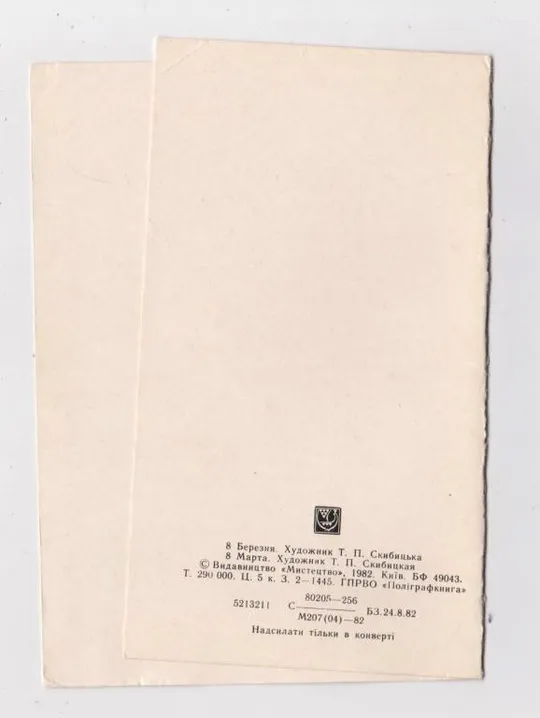 8 Березня. Художник Т. П. Скибицька
8 Марта. Художник Т. П. Скибицкая
© Видавництво «Мистецтво», 1982. Київ. БФ 49043.
Т. 290 000. Ц. 5 к. З. 2—1445. ГПРВО «Поліграфкнига»
80205—256
5213211 С——— БЗ.24.8.82
М207(04)—82
Надсилати тільки в конверті